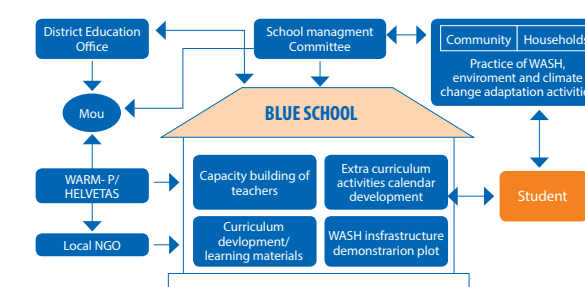 District Education
Office
School managment
Committee
Community
Households
Practice of WASH,
enviroment and climate
change adaptation activities
Mou
BLUE SCHOOL
WARM- P/
HELVETAS
Capacity building of
teachers
Extra curriculum
activities calendar
development
Student
Local NGO
Curriculum
devlopment/
learning materials
WASH insfrastructure
demonstrarion plot